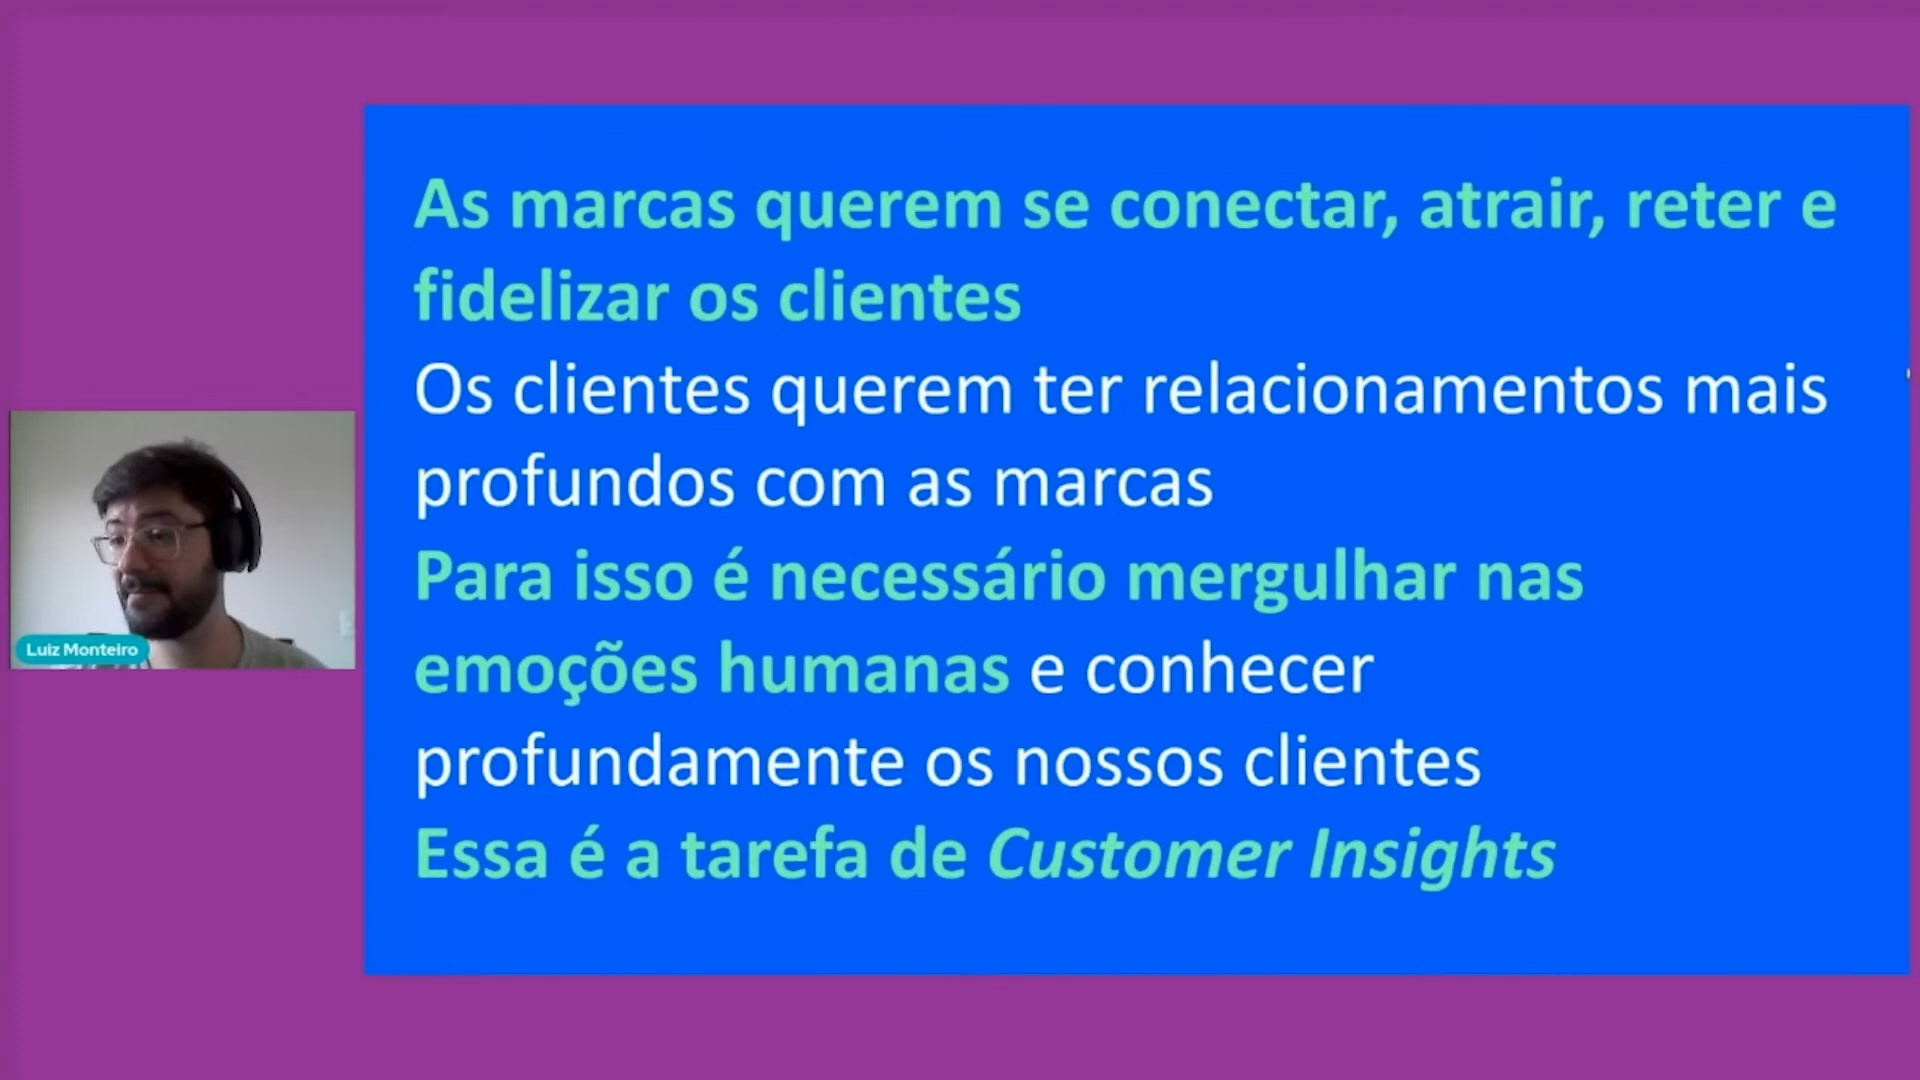 As marcas querem se conectar, atrair, reter e
fidelizar os clientes
Os clientes querem ter relacionamentos mais
profundos com as marcas
Para isso é necessário mergulhar nas
emoções humanas e conhecer
profundamente os nossos clientes
Essa é a tarefa de Customer Insights
Luiz Monteiro